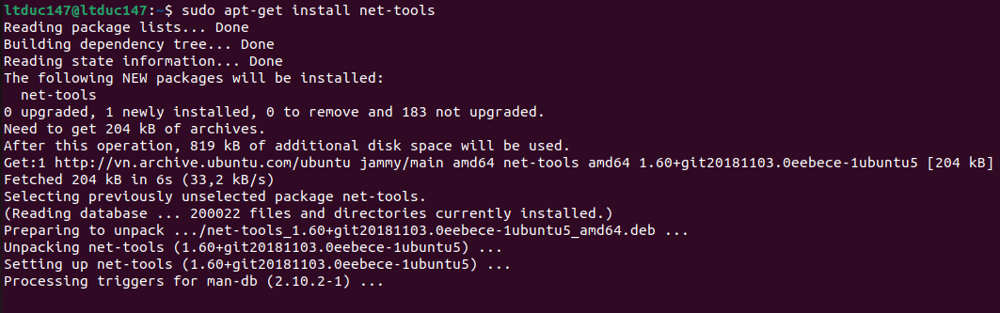 ltduc147@ltduc147:~$ sudo apt-get install net-tools
Reading package lists... Done
Building dependency tree... Done
Reading state information... Done
The following NEW packages will be installed:
  net-tools
0 upgraded, 1 newly installed, 0 to remove and 183 not upgraded.
Need to get 204 kB of archives.
After this operation, 819 kB of additional disk space will be used.
Get:1 http://vn.archive.ubuntu.com/ubuntu jammy/main amd64 net-tools amd64 1.60+git20181103.0eebece-1ubuntu5 [204 kB]
Fetched 204 kB in 6s (33,2 kB/s)
Selecting previously unselected package net-tools.
(Reading database ... 200022 files and directories currently installed.)
Preparing to unpack .../net-tools_1.60+git20181103.0eebece-1ubuntu5_amd64.deb ...
Unpacking net-tools (1.60+git20181103.0eebece-1ubuntu5) ...
Setting up net-tools (1.60+git20181103.0eebece-1ubuntu5) ...
Processing triggers for man-db (2.10.2-1) ...